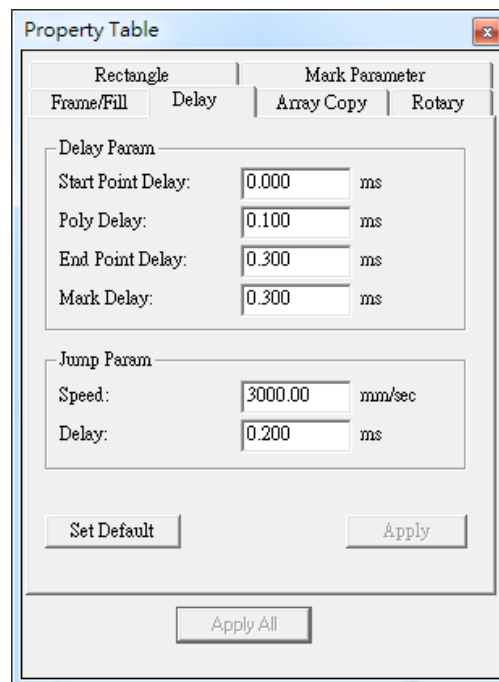 Property Table
x
Rectangle Mark Parameter
Frame/Fill Delay Array Copy Rotary
Delay Param
Start Point Delay: 0.000 ms
Poly Delay: 0.100 ms
End Point Delay: 0.300 ms
Mark Delay: 0.300 ms
Jump Param
Speed: 3000.00 mm/sec
Delay: 0.200 ms
Set Default Apply
Apply All